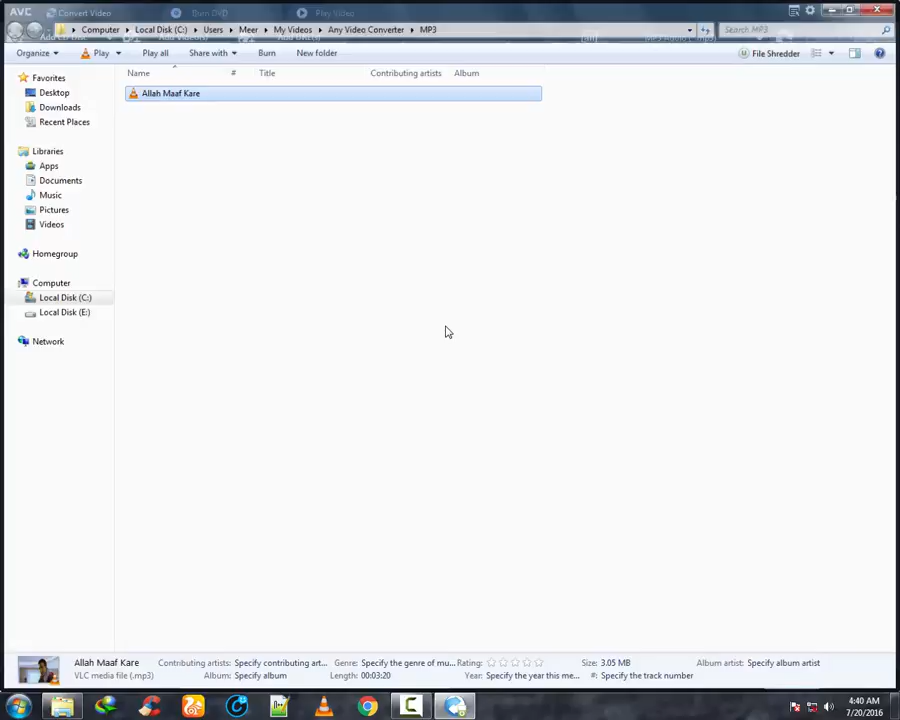 AVC Convert Video Burn DVD Play Video
Computer Local Disk (C:) Users Meer My Videos Any Video Converter MP3 Search MP3
Organize Play Play all Share with Burn New folder File Shredder
Name # Title Contributing artists Album
Allah Maaf Kare
Favorites
Desktop
Downloads
Recent Places
Libraries
Apps
Documents
Music
Pictures
Videos
Homegroup
Computer
Local Disk (C:)
Local Disk (E:)
Network
Allah Maaf Kare Contributing artists: Specify contributing art... Genre: Specify the genre of mu... Rating: Size: 3.05 MB Album artist: Specify album artist
VLC media file (.mp3) Album: Specify album Length: 00:03:20 Year: Specify the year this me... #: Specify the track number
4:40 AM
7/20/2016